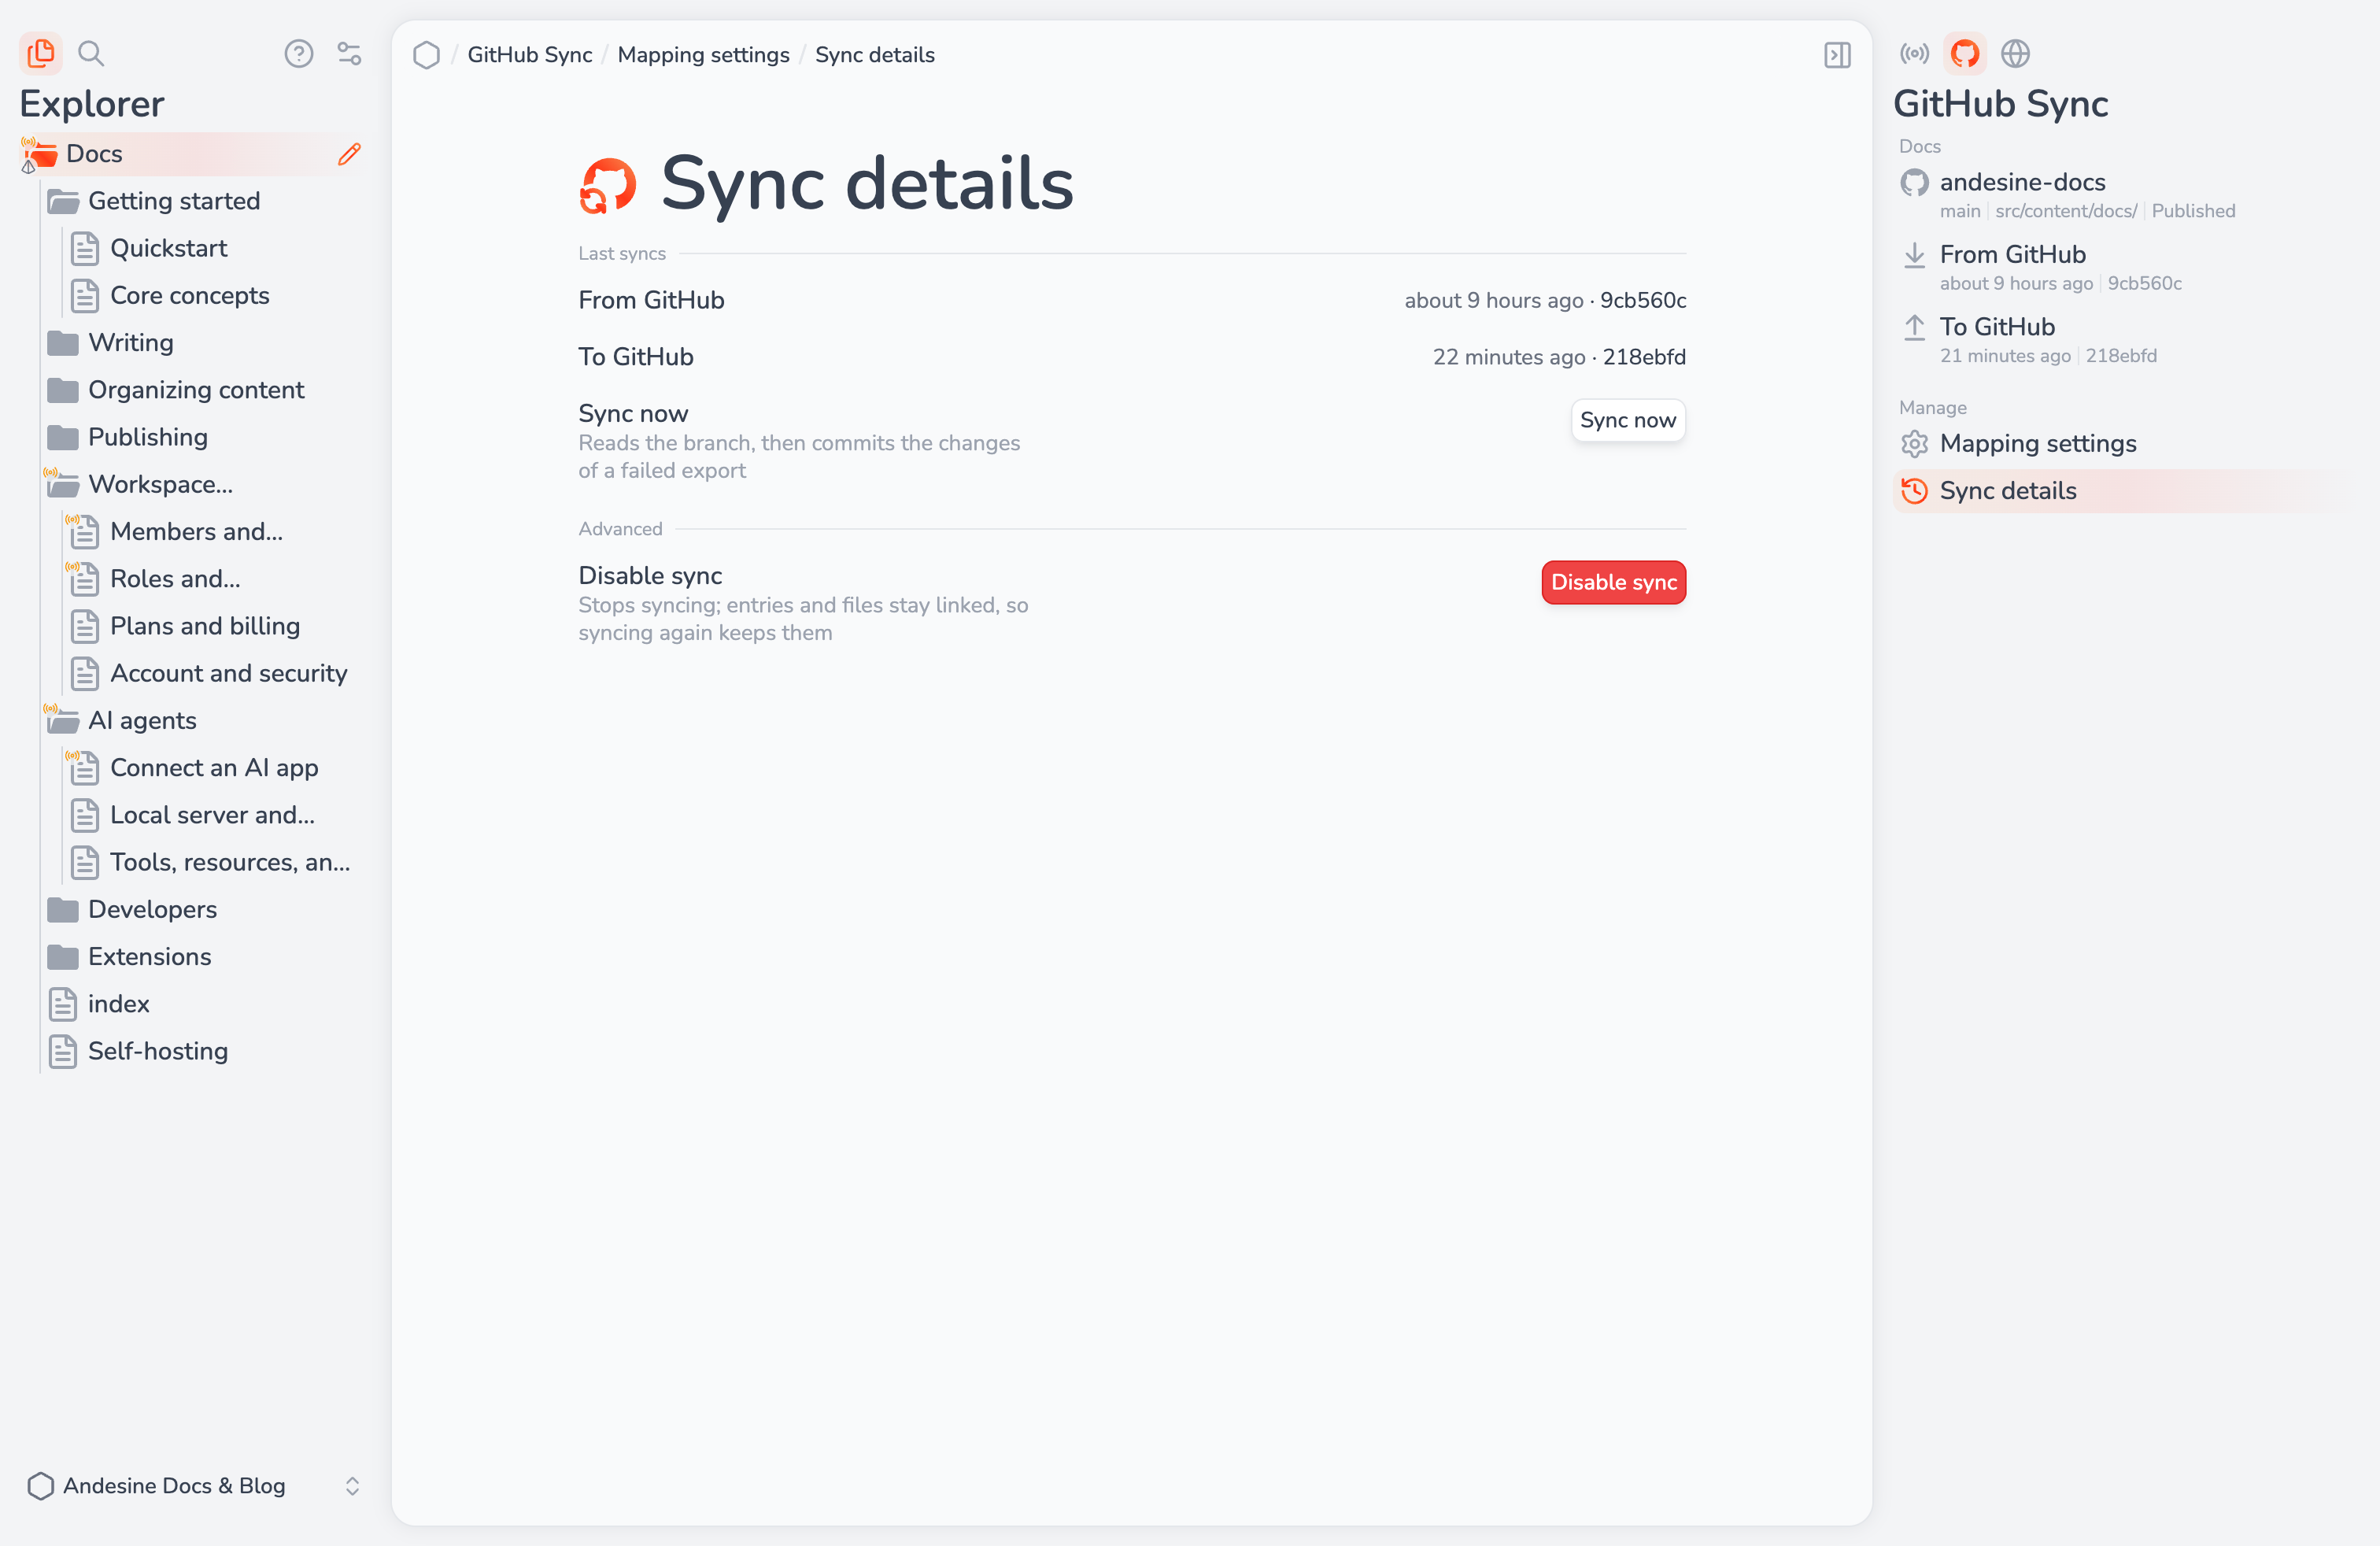 Explorer
Docs
Getting started
Quickstart
Core concepts
Writing
Organizing content
Publishing
Workspace...
Members and...
Roles and...
Plans and billing
Account and security
AI agents
Connect an AI app
Local server and...
Tools, resources, an...
Developers
Extensions
index
Self-hosting
Andesine Docs & Blog
/ GitHub Sync / Mapping settings / Sync details
Sync details
Last syncs
From GitHub about 9 hours ago · 9cb560c
To GitHub 22 minutes ago · 218ebfd
Sync now
Reads the branch, then commits the changes
of a failed export
Sync now
Advanced
Disable sync
Stops syncing; entries and files stay linked, so
syncing again keeps them
Disable sync
GitHub Sync
Docs
andesine-docs
main | src/content/docs/ | Published
From GitHub
about 9 hours ago | 9cb560c
To GitHub
21 minutes ago | 218ebfd
Manage
Mapping settings
Sync details